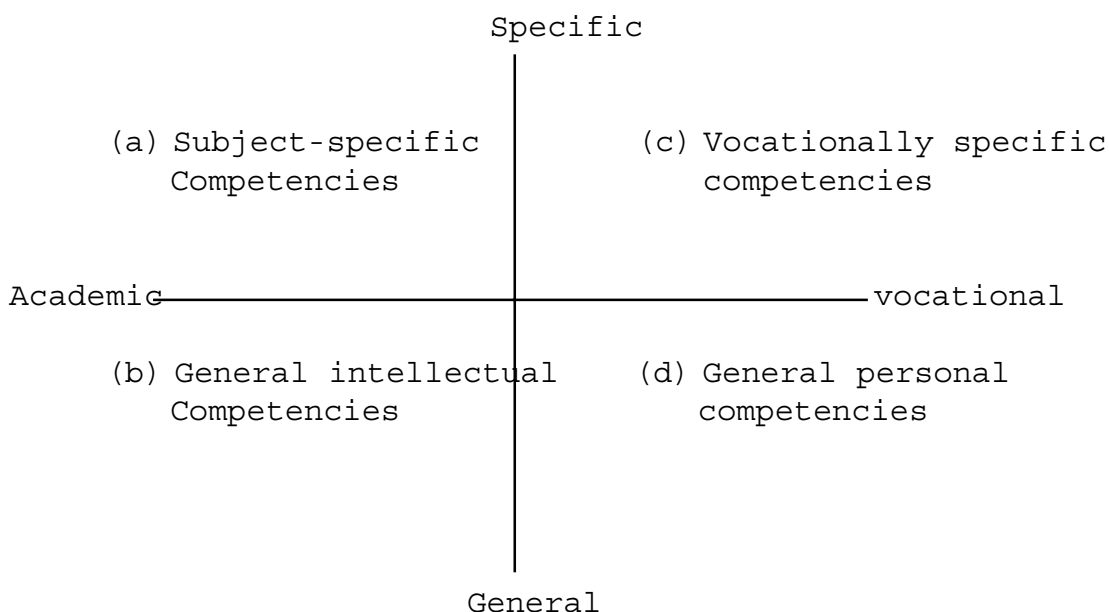 Specific
(a) Subject-specific
Competencies
(c) Vocationally specific
competencies
Academic
vocational
(b) General intellectual
Competencies
(d) General personal
competencies
General